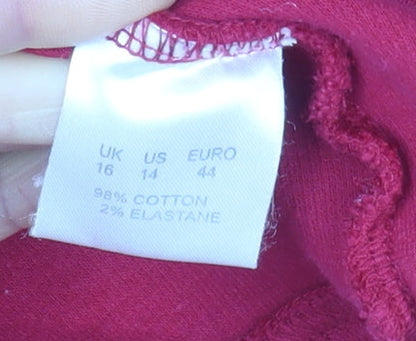 UK US EURO
16 14 44
98% COTTON
2% ELASTANE